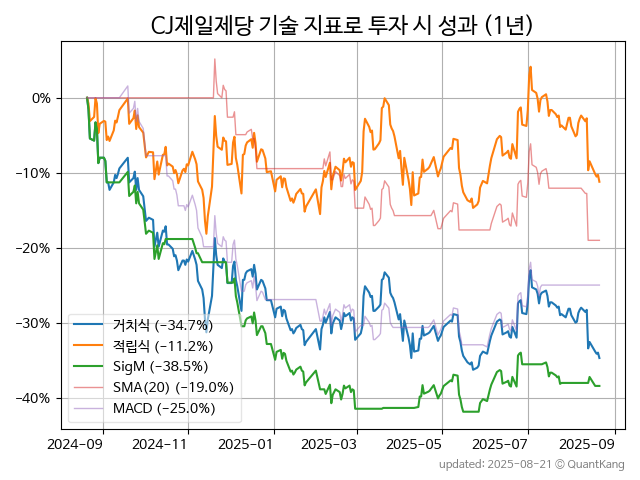 CJ제일제당 기술 지표로 투자 시 성과 (1년)
0%
−10%
−20%
−30%
−40%
거치식 (−34.7%)
적립식 (−11.2%)
SigM (−38.5%)
SMA(20) (−19.0%)
MACD (−25.0%)
2024-09 2024-11 2025-01 2025-03 2025-05 2025-07 2025-09
updated: 2025-08-21 © QuantKang